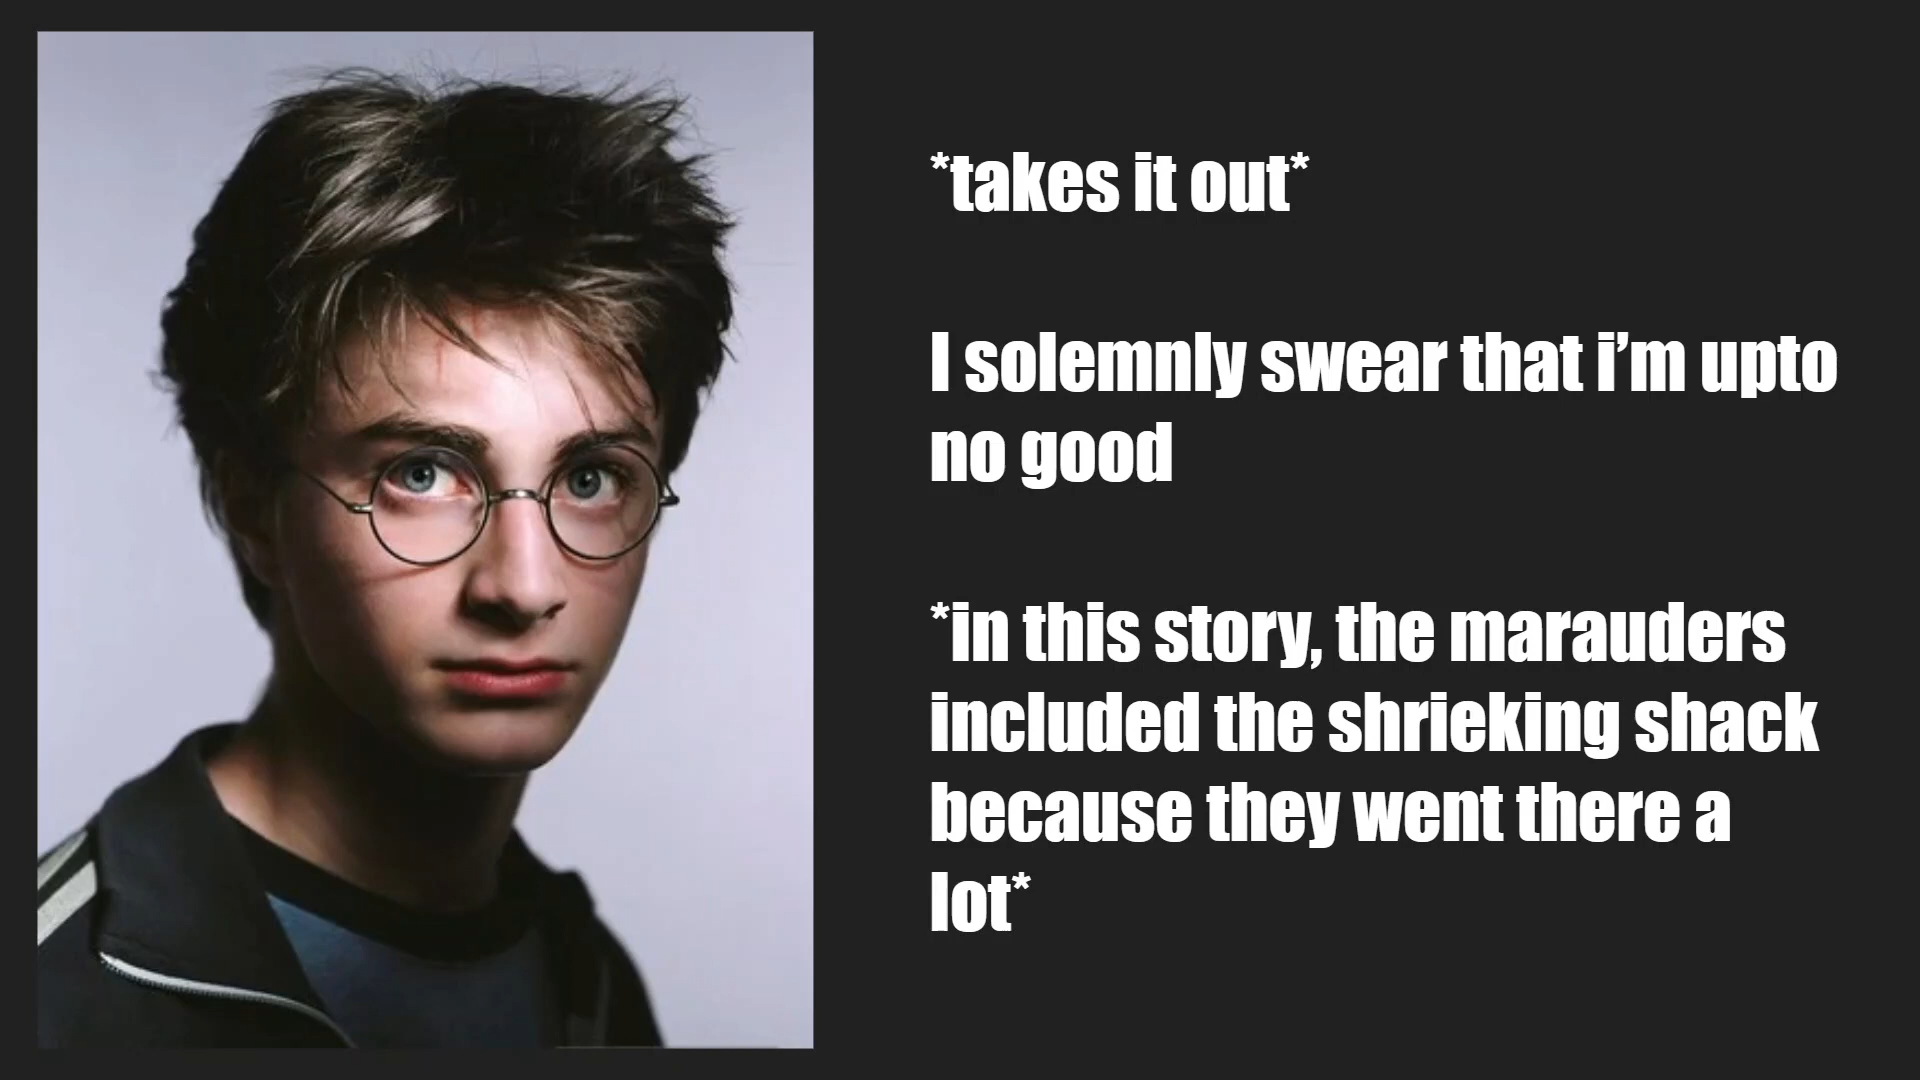 *takes it out*
I solemnly swear that i’m upto
no good
*in this story, the marauders
included the shrieking shack
because they went there a
lot*